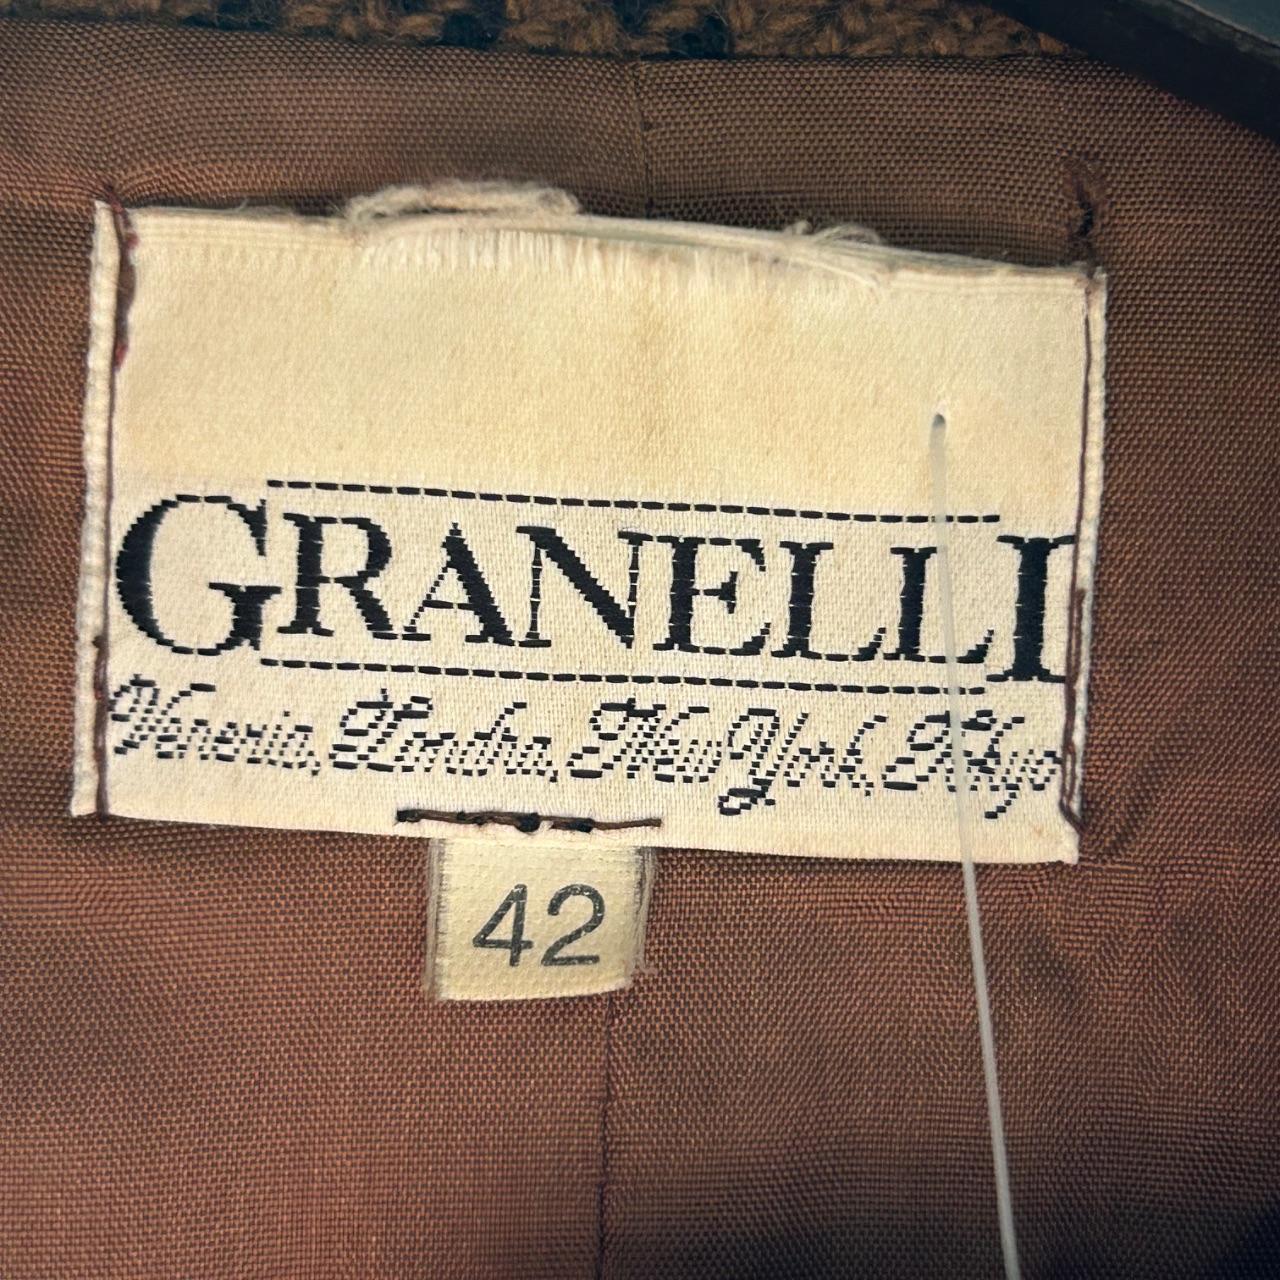 GRANELLI
Venezia, Londra, New York, Tokyo
42